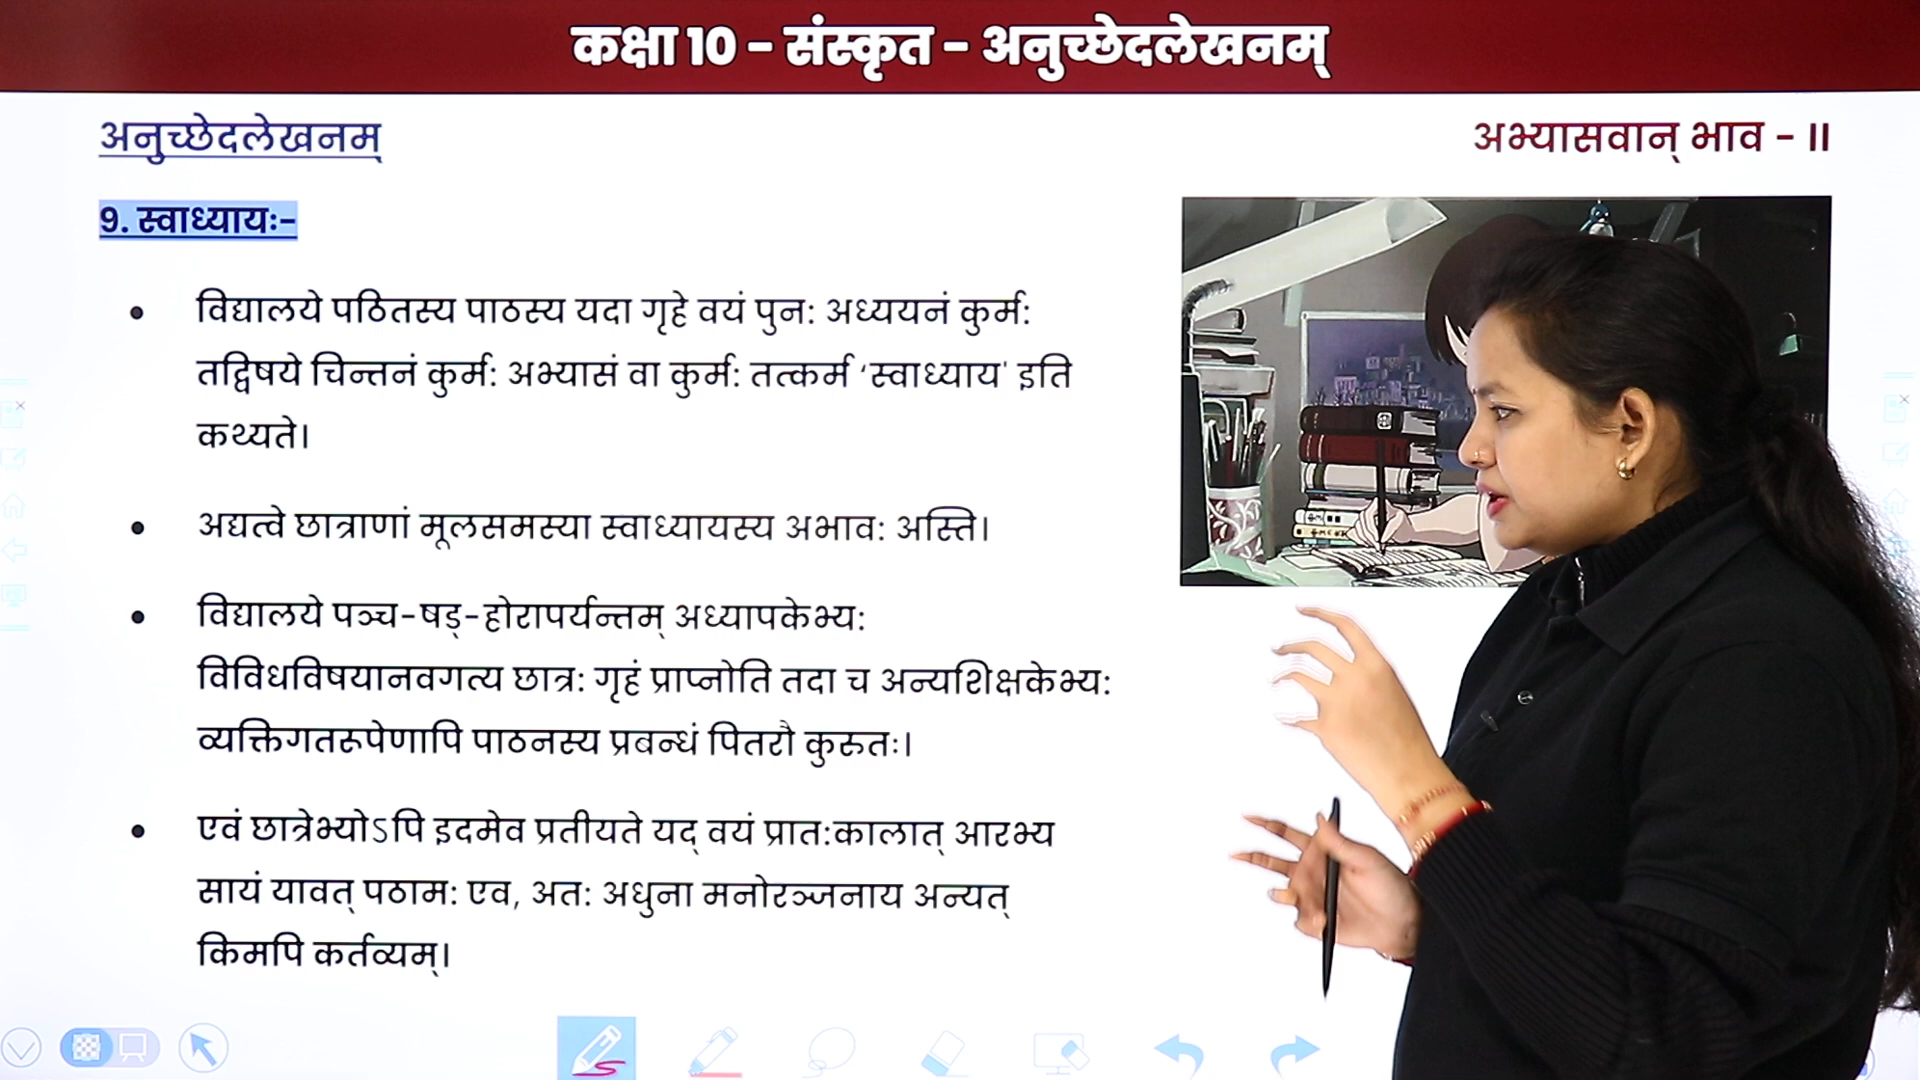 कक्षा 10 - संस्कृत - अनुच्छेदलेखनम्
अनुच्छेदलेखनम्
अभ्यासवान् भाव - II
9. स्वाध्यायः-
• विद्यालये पठितस्य पाठस्य यदा गृहे वयं पुन: अध्ययनं कुर्म:
तद्विषये चिन्तनं कुर्म: अभ्यासं वा कुर्म: तत्कर्म ‘स्वाध्याय' इति
कथ्यते।
• अद्यत्वे छात्राणां मूलसमस्या स्वाध्यायस्य अभाव: अस्ति।
• विद्यालये पञ्च-षड्-होरापर्यन्तम् अध्यापकेभ्य:
विविधविषयानवगत्य छात्र: गृहं प्राप्नोति तदा च अन्यशिक्षकेभ्य:
व्यक्तिगतरूपेणापि पाठनस्य प्रबन्धं पितरौ कुरुतः।
• एवं छात्रेभ्योऽपि इदमेव प्रतीयते यद् वयं प्रात:कालात् आरभ्य
सायं यावत् पठाम: एव, अत: अधुना मनोरञ्जनाय अन्यत्
किमपि कर्तव्यम्।